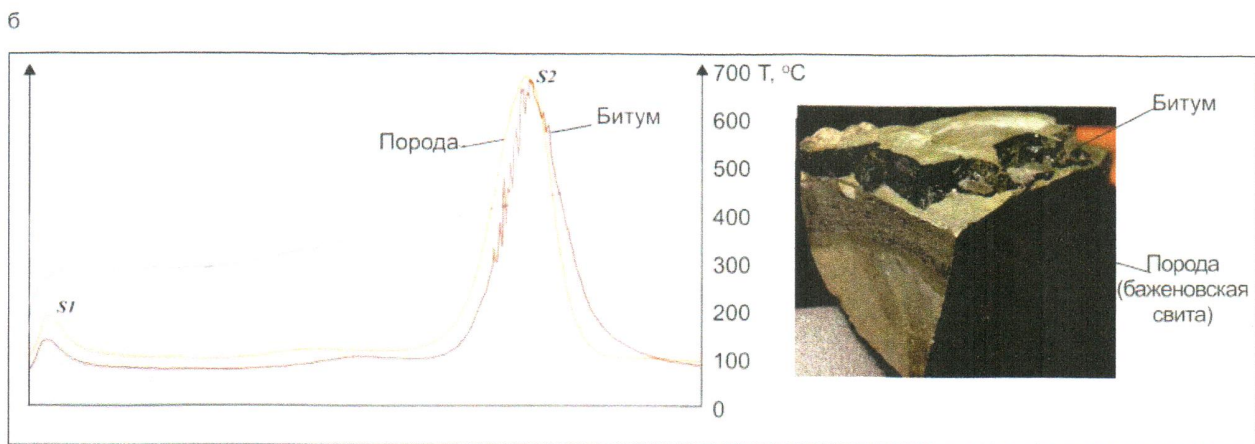 б
S1
Порода
S2
Битум
700 T, °C
600
500
400
300
200
100
0
Битум
Порода
(баженовская
свита)